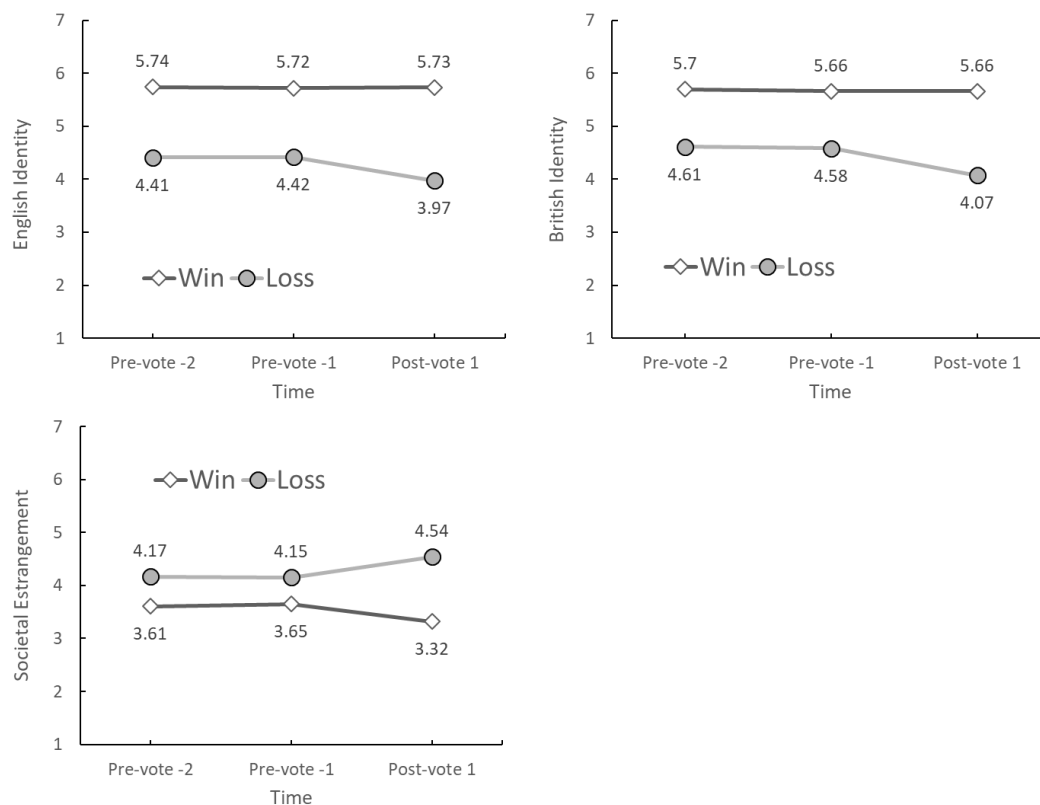 7
6
5
4
3
2
1
English Identity
5.74
5.72
5.73
4.41
4.42
3.97
Win
Loss
Pre-vote -2
Pre-vote -1
Post-vote 1
Time
7
6
5
4
3
2
1
British Identity
5.7
5.66
5.66
4.61
4.58
4.07
Win
Loss
Pre-vote -2
Pre-vote -1
Post-vote 1
Time
7
6
5
4
3
2
1
Societal Estrangement
Win
Loss
4.17
4.15
4.54
3.61
3.65
3.32
Pre-vote -2
Pre-vote -1
Post-vote 1
Time